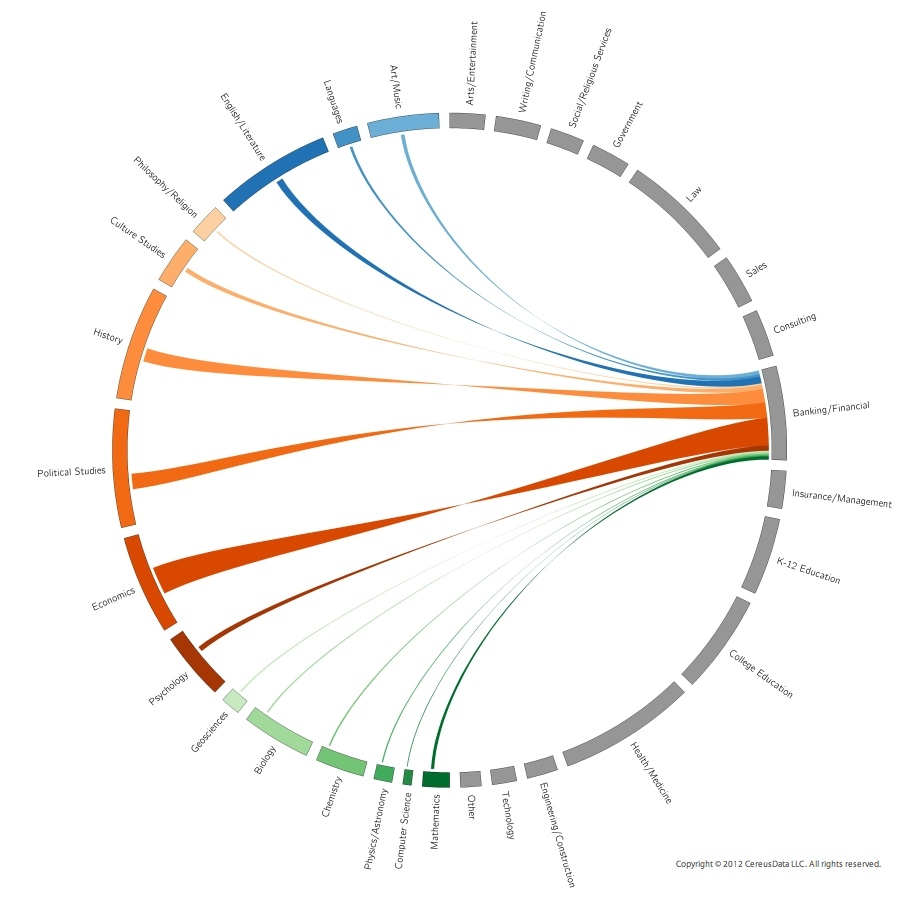 Arts/Entertainment
Writing/Communication
Social/Religious Services
Government
Law
Sales
Consulting
Banking/Financial
Insurance/Management
K-12 Education
College Education
Health/Medicine
Engineering/Construction
Technology
Other
Mathematics
Computer Science
Physics/Astronomy
Chemistry
Biology
Geosciences
Psychology
Economics
Political Studies
History
Culture Studies
Philosophy/Religion
English/Literature
Languages
Art/Music
Copyright © 2012 CereusData LLC. All rights reserved.